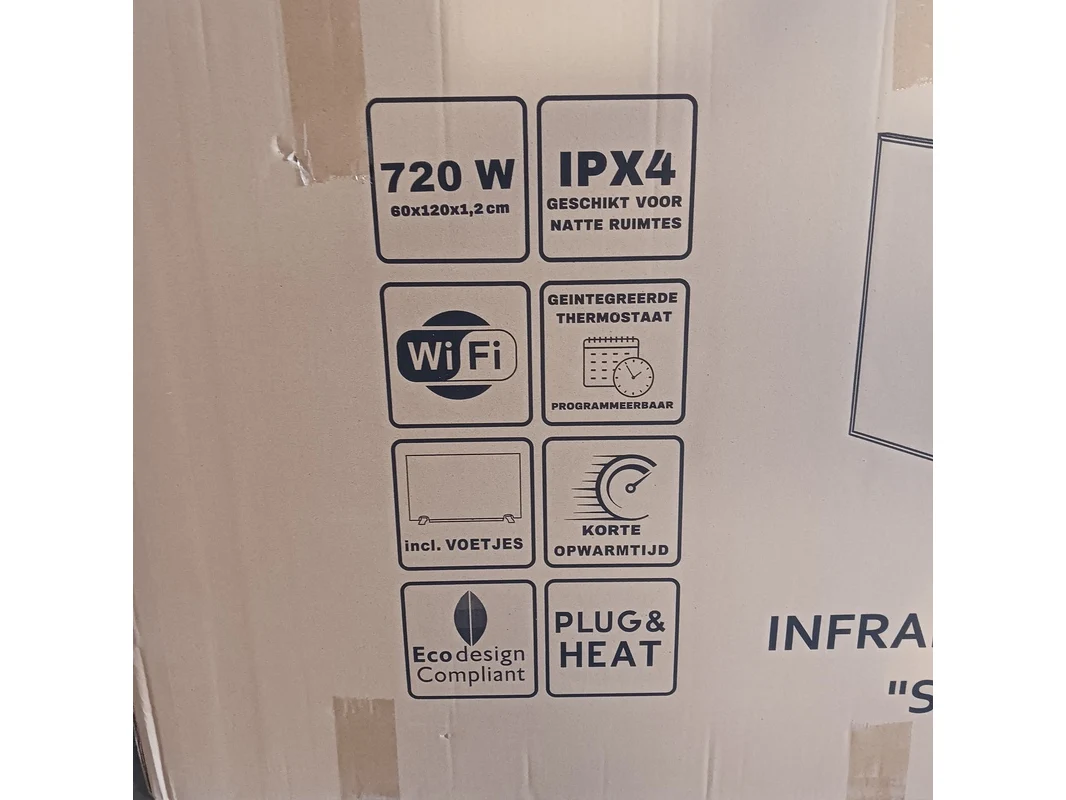 720 W
60x120x1,2 cm
IPX4
GESCHIKT VOOR
NATTE RUIMTES
WiFi
GEINTEGREERDE
THERMOSTAAT
PROGRAMMEERBAAR
incl. VOETJES
KORTE
OPWARMTIJD
Ecodesign
Compliant
PLUG&
HEAT